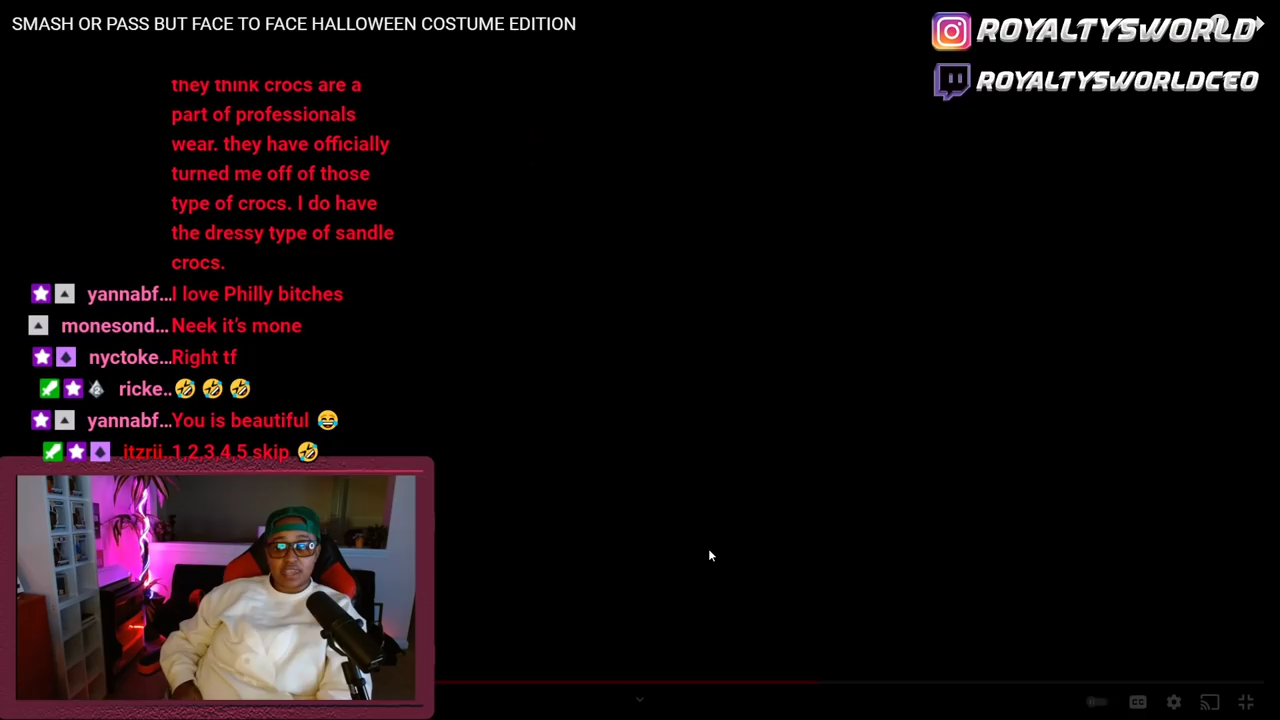 SMASH OR PASS BUT FACE TO FACE HALLOWEEN COSTUME EDITION
ROYALTYSWORLD
ROYALTYSWORLDCEO
they think crocs are a
part of professionals
wear. they have officially
turned me off of those
type of crocs. I do have
the dressy type of sandle
crocs.
yannabf... I love Philly bitches
monesond... Neek it's mone
nyctoke... Right tf
ricke.. 🤣 🤣 🤣
yannabf... You is beautiful 😂
itzrii.. 1,2,3,4,5 skip 🤣
CC